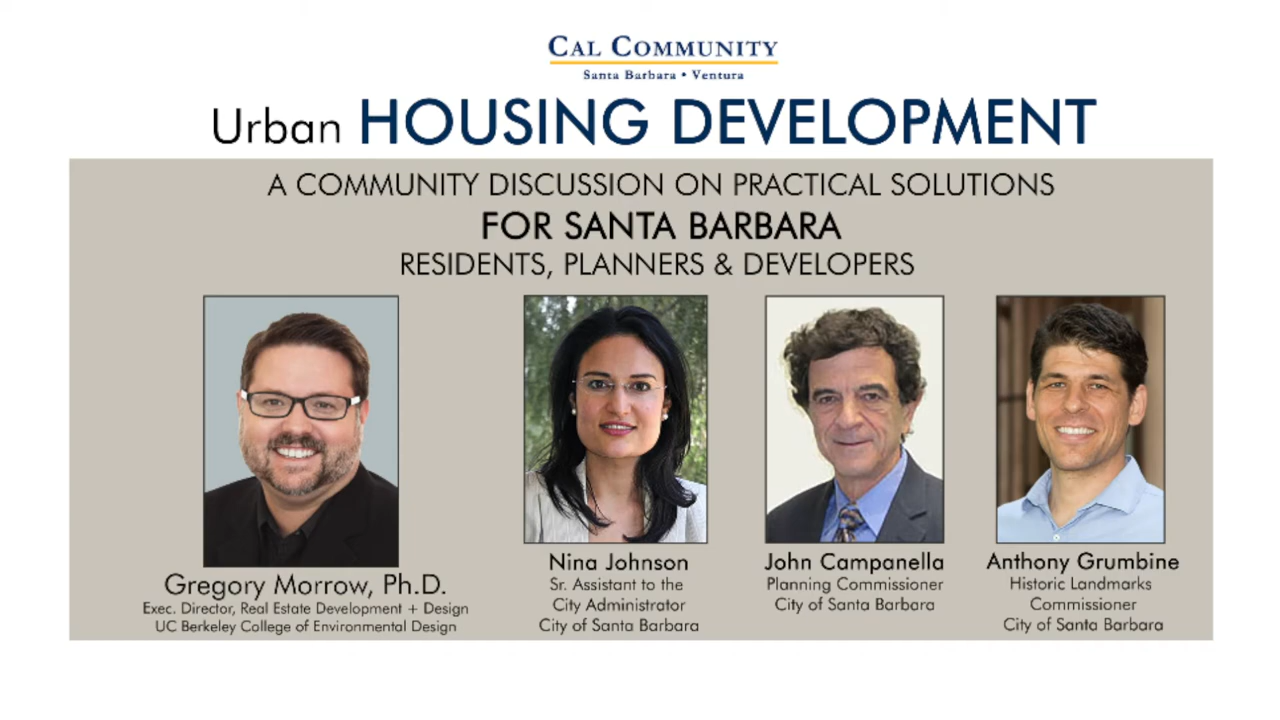 CAL COMMUNITY
Santa Barbara • Ventura
Urban HOUSING DEVELOPMENT
A COMMUNITY DISCUSSION ON PRACTICAL SOLUTIONS
FOR SANTA BARBARA
RESIDENTS, PLANNERS & DEVELOPERS
Gregory Morrow, Ph.D.
Exec. Director, Real Estate Development + Design
UC Berkeley College of Environmental Design
Nina Johnson
Sr. Assistant to the
City Administrator
City of Santa Barbara
John Campanella
Planning Commissioner
City of Santa Barbara
Anthony Grumbine
Historic Landmarks
Commissioner
City of Santa Barbara